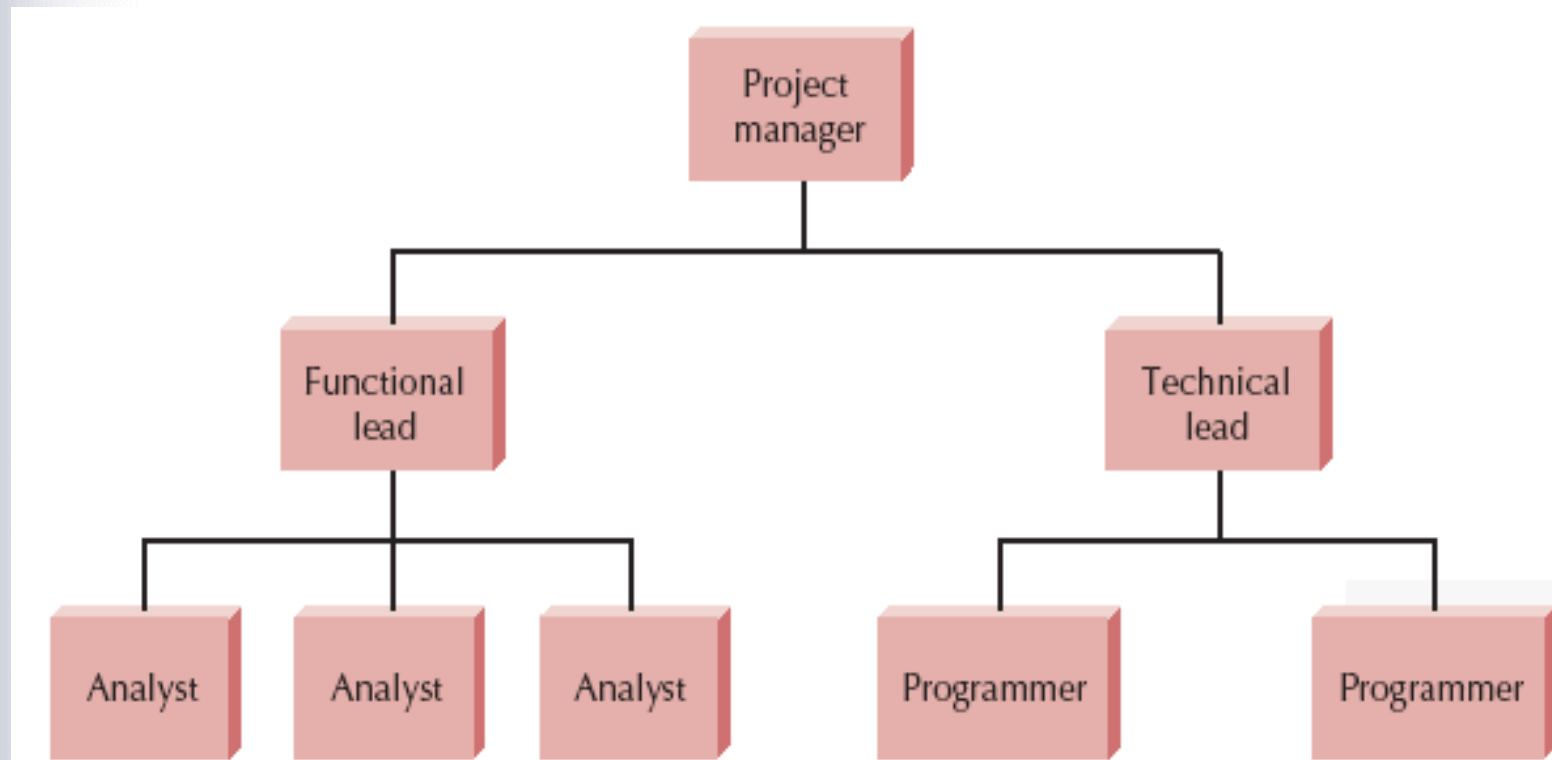 Project
manager
Functional
lead
Technical
lead
Analyst
Analyst
Analyst
Programmer
Programmer